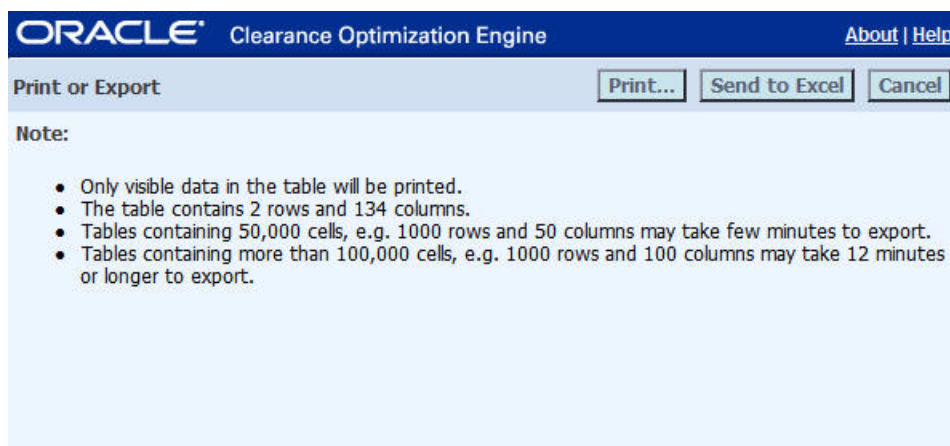 ORACLE Clearance Optimization Engine About | Help
Print or Export Print... Send to Excel Cancel
Note:
• Only visible data in the table will be printed.
• The table contains 2 rows and 134 columns.
• Tables containing 50,000 cells, e.g. 1000 rows and 50 columns may take few minutes to export.
• Tables containing more than 100,000 cells, e.g. 1000 rows and 100 columns may take 12 minutes
or longer to export.